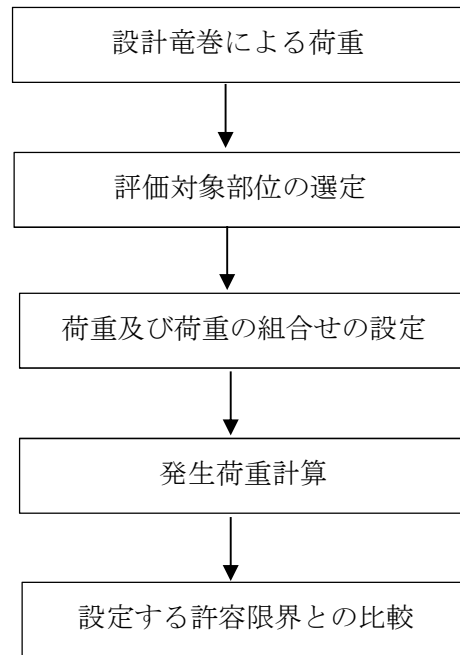 設計竜巻による荷重
評価対象部位の選定
荷重及び荷重の組合せの設定
発生荷重計算
設定する許容限界との比較